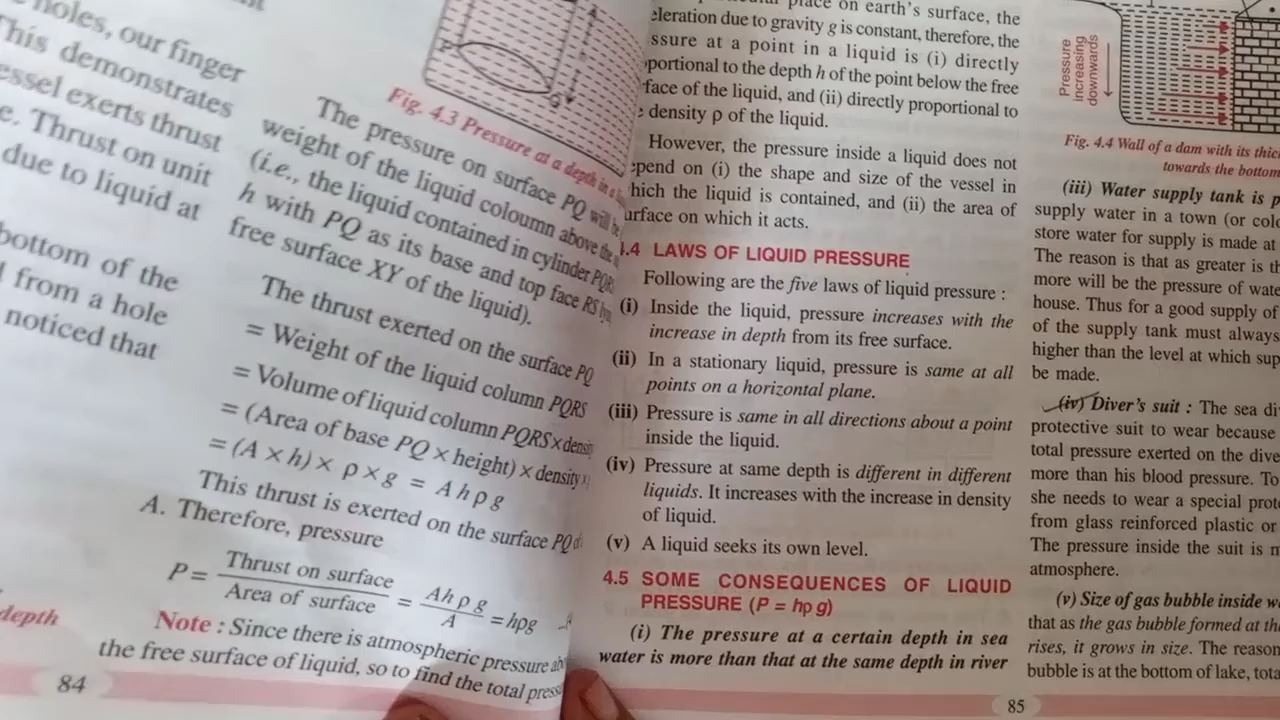 holes, our finger
This demonstrates
vessel exerts thrust
Thrust on unit
due to liquid at
bottom of the
from a hole
noticed that
depth
P
Q
Fig. 4.3 Pressure at a depth in a
The pressure on surface PQ will be
weight of the liquid coloumn above the
(i.e., the liquid contained in cylinder PQRS
h with PQ as its base and top face RS
free surface XY of the liquid).
The thrust exerted on the surface PQ
= Weight of the liquid column PQRS
= Volume of liquid column PQRS × density
= (Area of base PQ × height) × density ×
= (A × h) × ρ × g = A h ρ g
This thrust is exerted on the surface PQ
A. Therefore, pressure
P = Thrust on surface / Area of surface = A h ρ g / A = hρg
Note : Since there is atmospheric pressure
the free surface of liquid, so to find the total
84
place on earth's surface, the
eleration due to gravity g is constant, therefore, the
ssure at a point in a liquid is (i) directly
portional to the depth h of the point below the free
face of the liquid, and (ii) directly proportional to
density ρ of the liquid.
However, the pressure inside a liquid does not
epend on (i) the shape and size of the vessel in
hich the liquid is contained, and (ii) the area of
urface on which it acts.
4.4 LAWS OF LIQUID PRESSURE
Following are the five laws of liquid pressure :
(i) Inside the liquid, pressure increases with the
increase in depth from its free surface.
(ii) In a stationary liquid, pressure is same at all
points on a horizontal plane.
(iii) Pressure is same in all directions about a point
inside the liquid.
(iv) Pressure at same depth is different in different
liquids. It increases with the increase in density
of liquid.
(v) A liquid seeks its own level.
4.5 SOME CONSEQUENCES OF LIQUID
PRESSURE (P = hρ g)
(i) The pressure at a certain depth in sea
water is more than that at the same depth in river
85
Pressure
increasing
downwards
Fig. 4.4 Wall of a dam with its thic
towards the bottom
(iii) Water supply tank is p
supply water in a town (or colo
store water for supply is made at
The reason is that as greater is th
more will be the pressure of wate
house. Thus for a good supply of
of the supply tank must always
higher than the level at which sup
be made.
(iv) Diver's suit : The sea di
protective suit to wear because
total pressure exerted on the dive
more than his blood pressure. To
she needs to wear a special prote
from glass reinforced plastic or
The pressure inside the suit is m
atmosphere.
(v) Size of gas bubble inside w
that as the gas bubble formed at th
rises, it grows in size. The reason
bubble is at the bottom of lake, tota